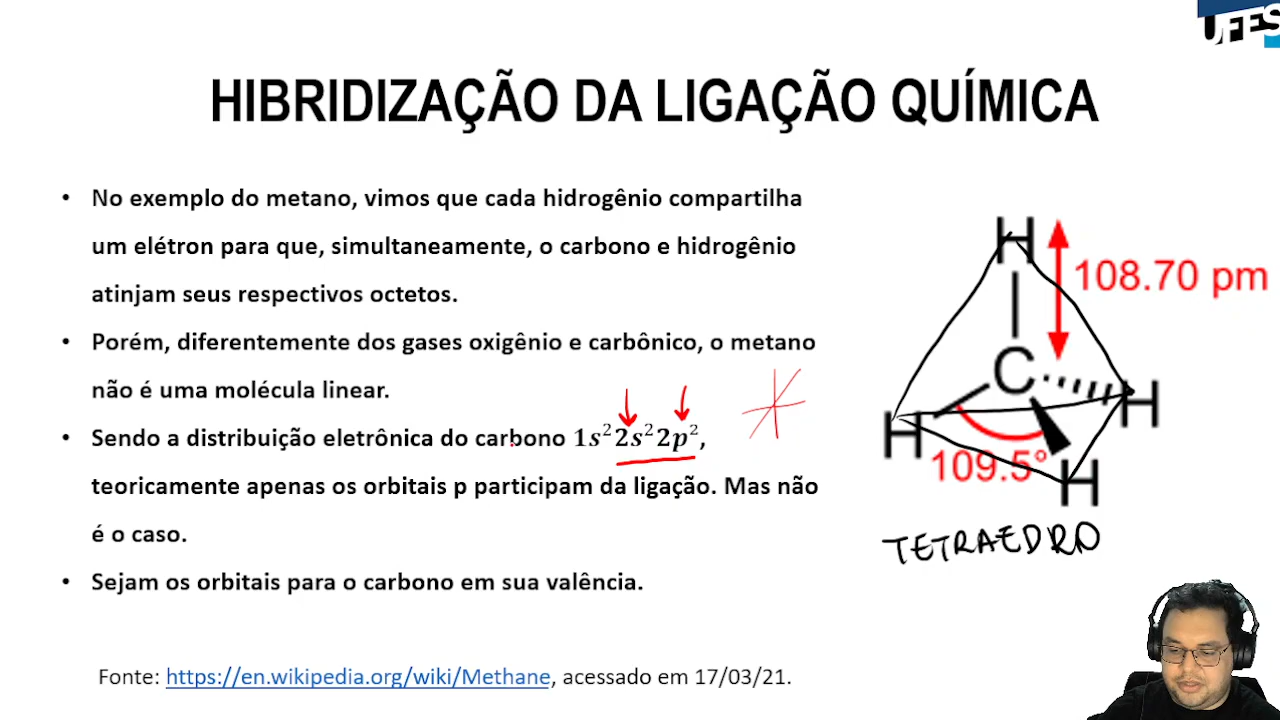 UFES
HIBRIDIZAÇÃO DA LIGAÇÃO QUÍMICA
• No exemplo do metano, vimos que cada hidrogênio compartilha
um elétron para que, simultaneamente, o carbono e hidrogênio
atinjam seus respectivos octetos.
• Porém, diferentemente dos gases oxigênio e carbônico, o metano
não é uma molécula linear.
• Sendo a distribuição eletrônica do carbono 1s²2s²2p²,
teoricamente apenas os orbitais p participam da ligação. Mas não
é o caso.
• Sejam os orbitais para o carbono em sua valência.
Fonte: https://en.wikipedia.org/wiki/Methane, acessado em 17/03/21.
H
108.70 pm
C
H
H
109.5°
H
TETRAEDRO